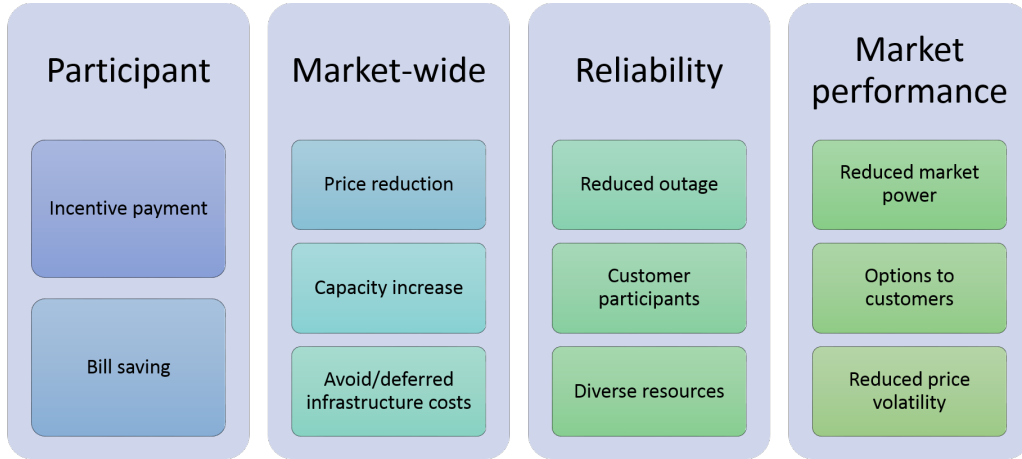 Participant
Incentive payment
Bill saving
Market-wide
Price reduction
Capacity increase
Avoid/deferred
infrastructure costs
Reliability
Reduced outage
Customer
participants
Diverse resources
Market
performance
Reduced market
power
Options to
customers
Reduced price
volatility